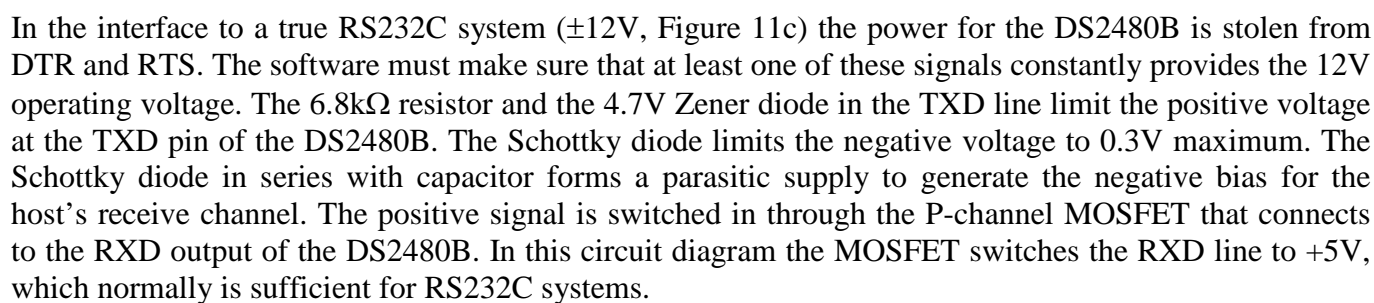 In the interface to a true RS232C system (±12V, Figure 11c) the power for the DS2480B is stolen from
DTR and RTS. The software must make sure that at least one of these signals constantly provides the 12V
operating voltage. The 6.8kΩ resistor and the 4.7V Zener diode in the TXD line limit the positive voltage
at the TXD pin of the DS2480B. The Schottky diode limits the negative voltage to 0.3V maximum. The
Schottky diode in series with capacitor forms a parasitic supply to generate the negative bias for the
host's receive channel. The positive signal is switched in through the P-channel MOSFET that connects
to the RXD output of the DS2480B. In this circuit diagram the MOSFET switches the RXD line to +5V,
which normally is sufficient for RS232C systems.